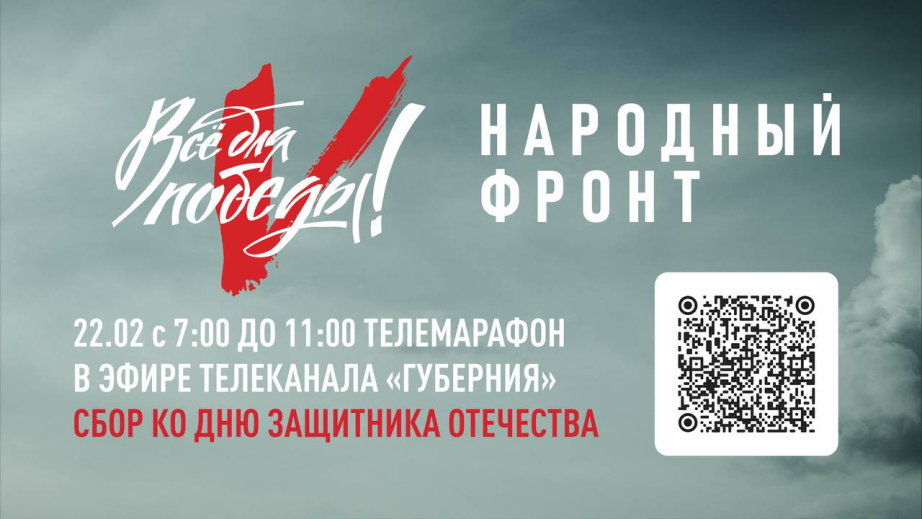 Всё для
победы!
НАРОДНЫЙ
ФРОНТ
22.02 с 7:00 ДО 11:00 ТЕЛЕМАРАФОН
В ЭФИРЕ ТЕЛЕКАНАЛА «ГУБЕРНИЯ»
СБОР КО ДНЮ ЗАЩИТНИКА ОТЕЧЕСТВА